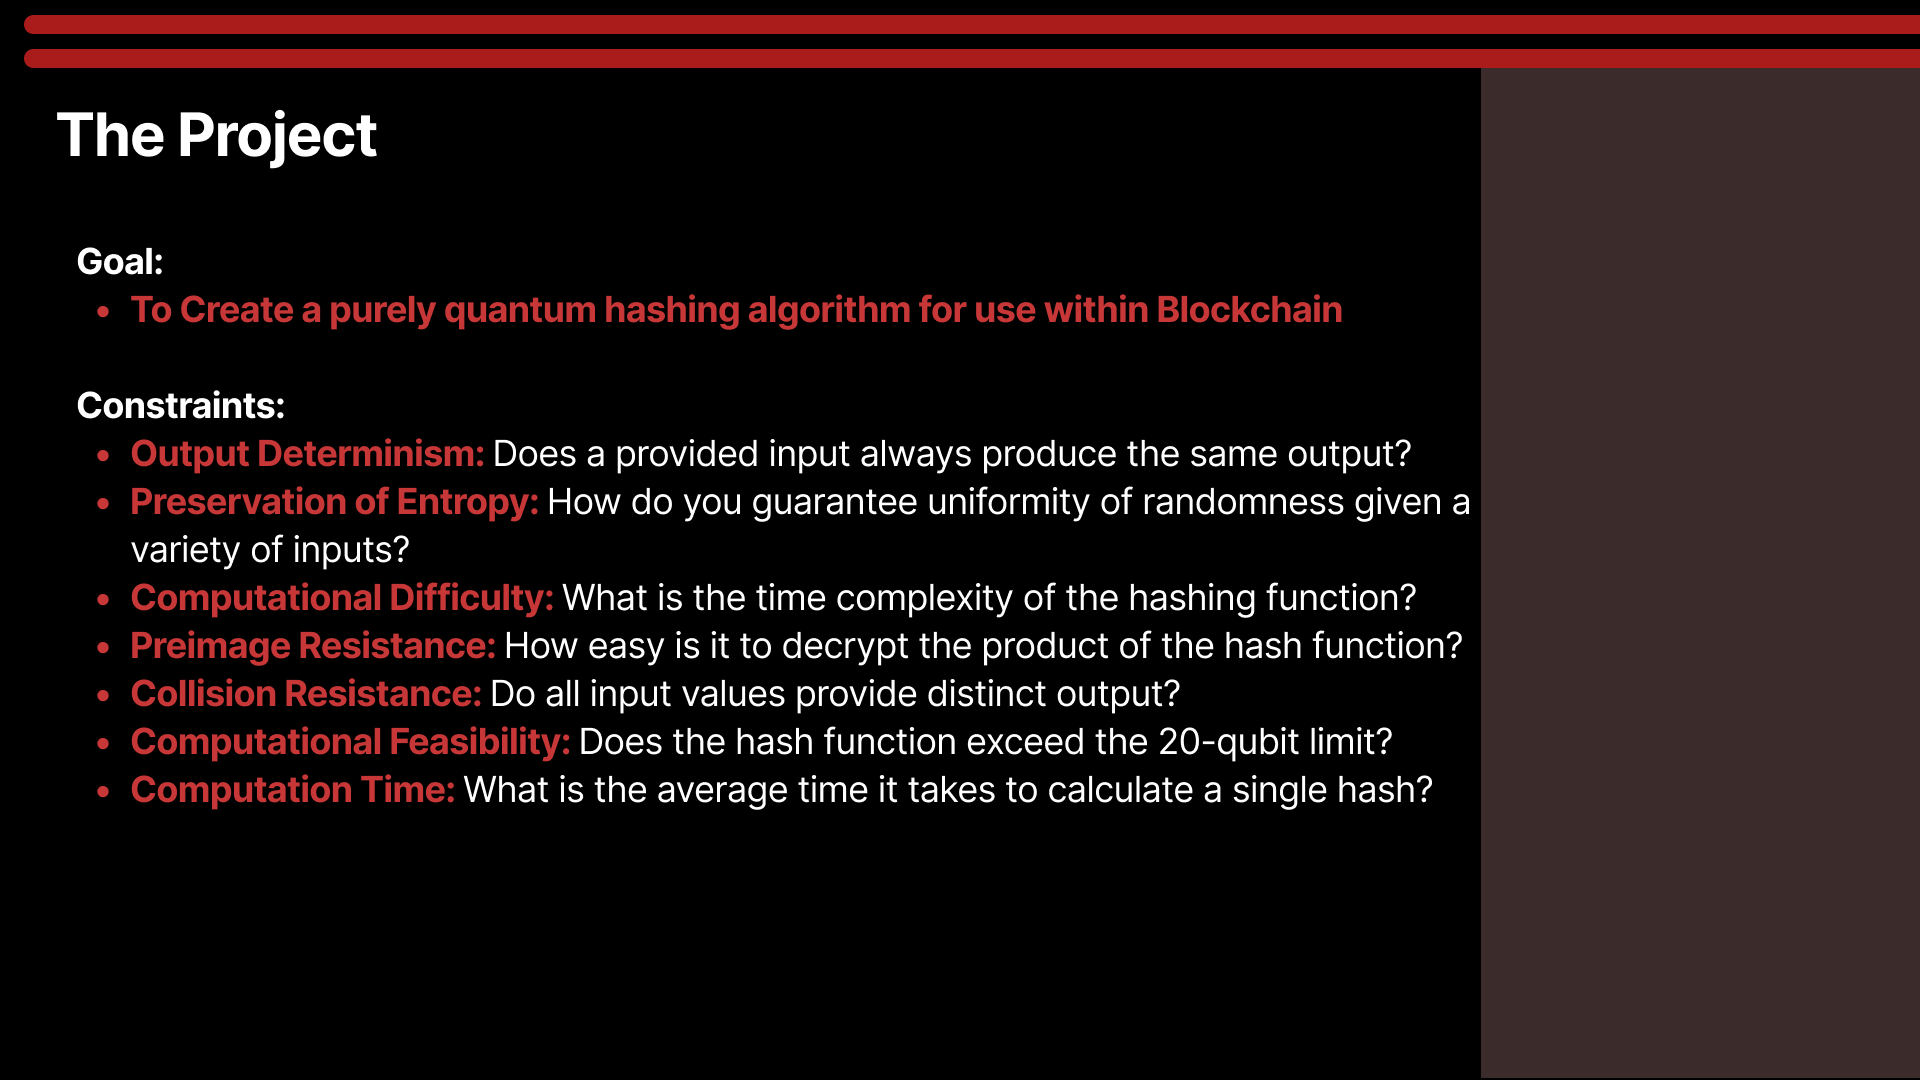 The Project
Goal:
• To Create a purely quantum hashing algorithm for use within Blockchain
Constraints:
• Output Determinism: Does a provided input always produce the same output?
• Preservation of Entropy: How do you guarantee uniformity of randomness given a
variety of inputs?
• Computational Difficulty: What is the time complexity of the hashing function?
• Preimage Resistance: How easy is it to decrypt the product of the hash function?
• Collision Resistance: Do all input values provide distinct output?
• Computational Feasibility: Does the hash function exceed the 20-qubit limit?
• Computation Time: What is the average time it takes to calculate a single hash?